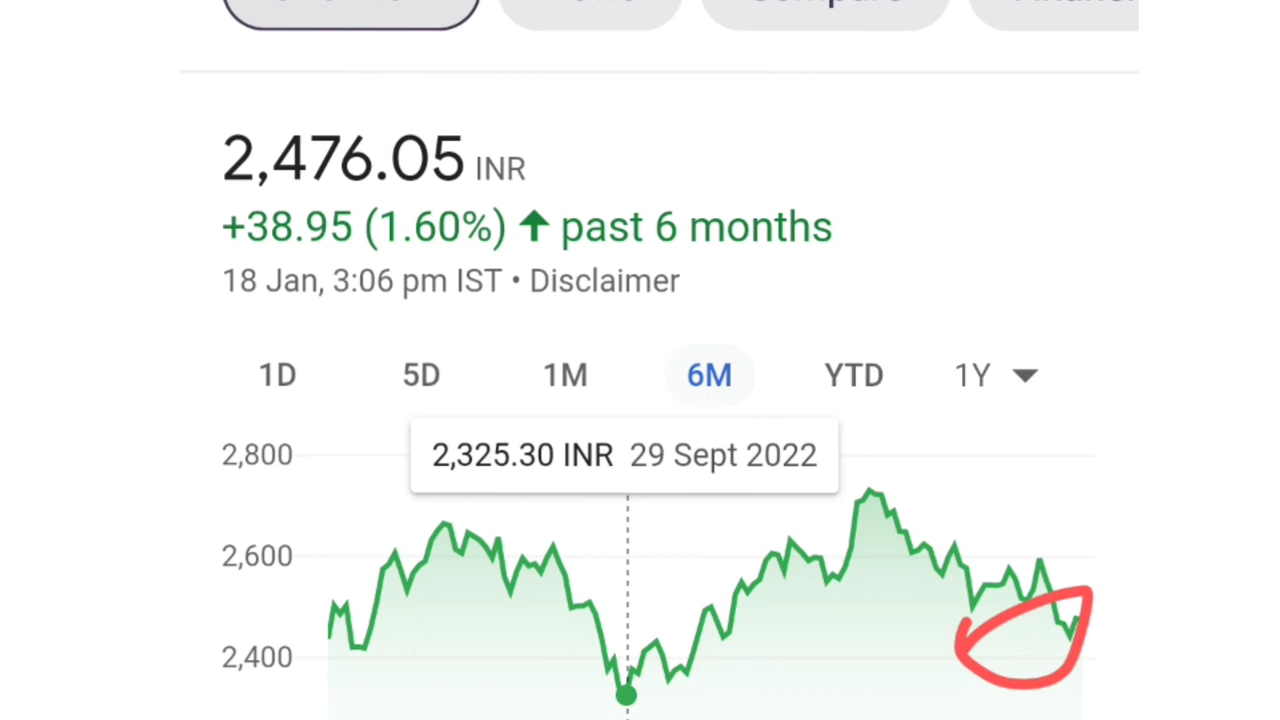 2,476.05 INR
+38.95 (1.60%) ↑ past 6 months
18 Jan, 3:06 pm IST • Disclaimer
1D 5D 1M 6M YTD 1Y
2,325.30 INR 29 Sept 2022
2,800
2,600
2,400